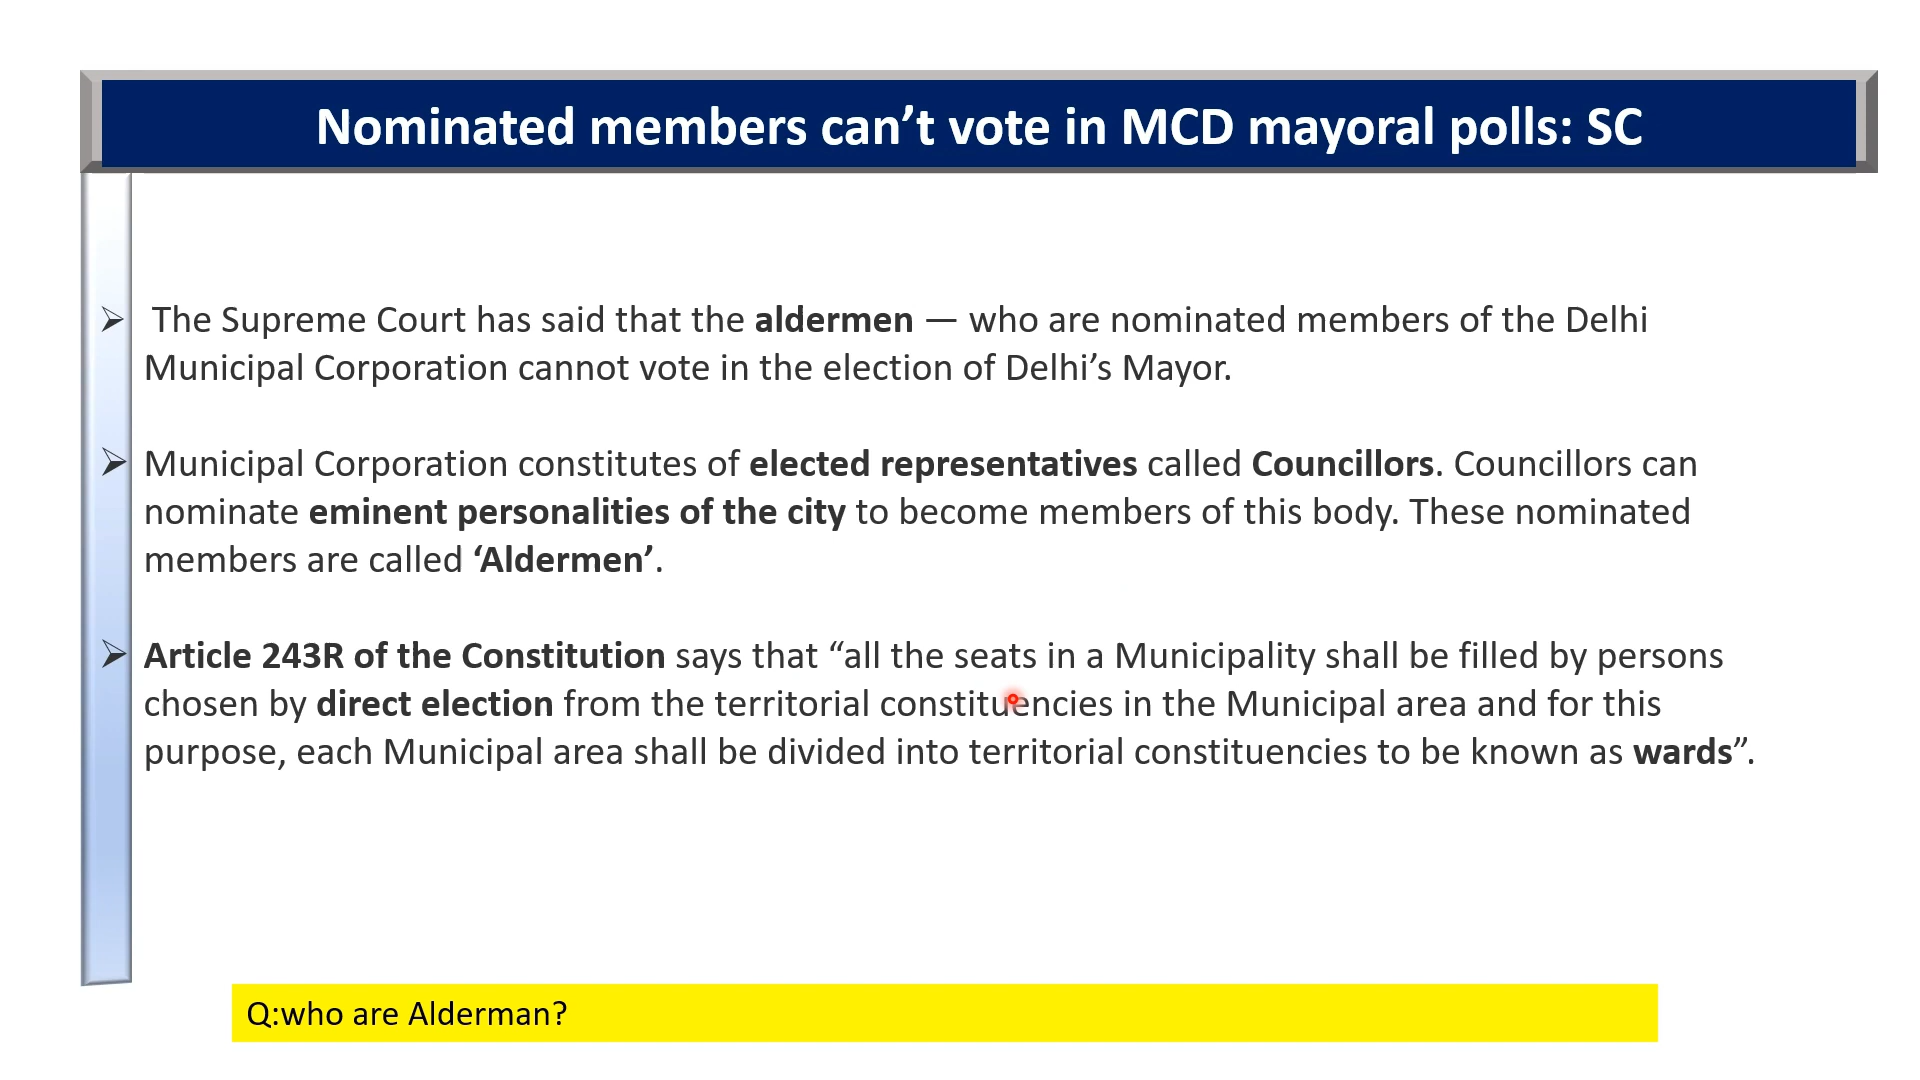 Nominated members can’t vote in MCD mayoral polls: SC
➢ The Supreme Court has said that the aldermen — who are nominated members of the Delhi
Municipal Corporation cannot vote in the election of Delhi’s Mayor.
➢ Municipal Corporation constitutes of elected representatives called Councillors. Councillors can
nominate eminent personalities of the city to become members of this body. These nominated
members are called ‘Aldermen’.
➢ Article 243R of the Constitution says that “all the seats in a Municipality shall be filled by persons
chosen by direct election from the territorial constituencies in the Municipal area and for this
purpose, each Municipal area shall be divided into territorial constituencies to be known as wards”.
Q:who are Alderman?